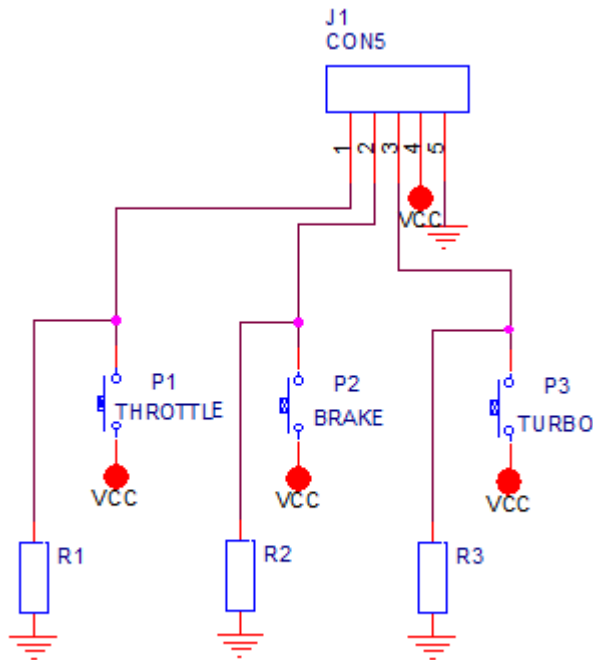 J1
CON5
1 2 3 4 5
VCC
P1
THROTTLE
VCC
P2
BRAKE
VCC
P3
TURBO
VCC
R1
R2
R3